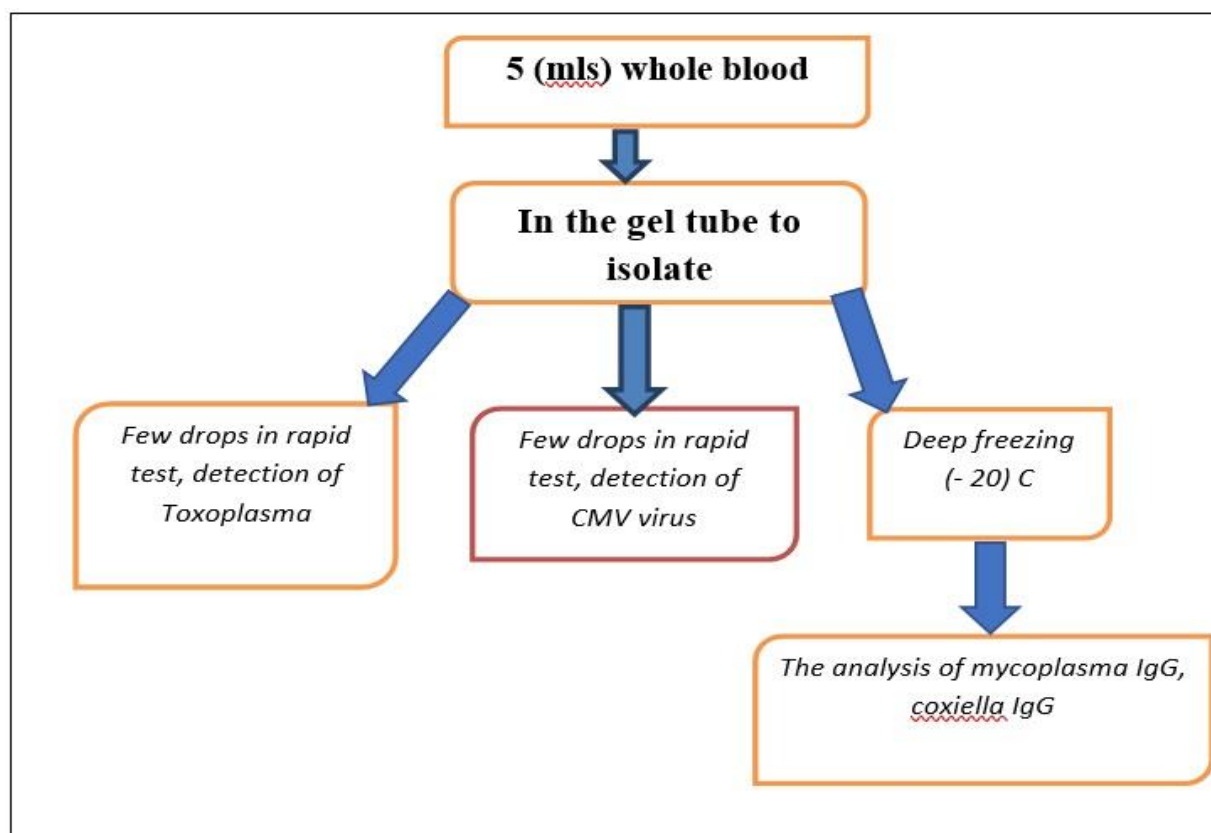 5 (mls) whole blood
In the gel tube to
isolate
Few drops in rapid
test, detection of
Toxoplasma
Few drops in rapid
test, detection of
CMV virus
Deep freezing
(- 20) C
The analysis of mycoplasma IgG,
coxiella IgG